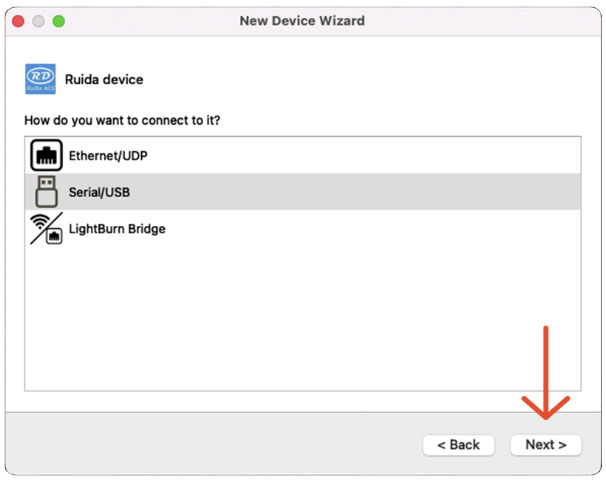 New Device Wizard
RD
RuiDa ACS
Ruida device
How do you want to connect to it?
Ethernet/UDP
Serial/USB
LightBurn Bridge
< Back
Next >